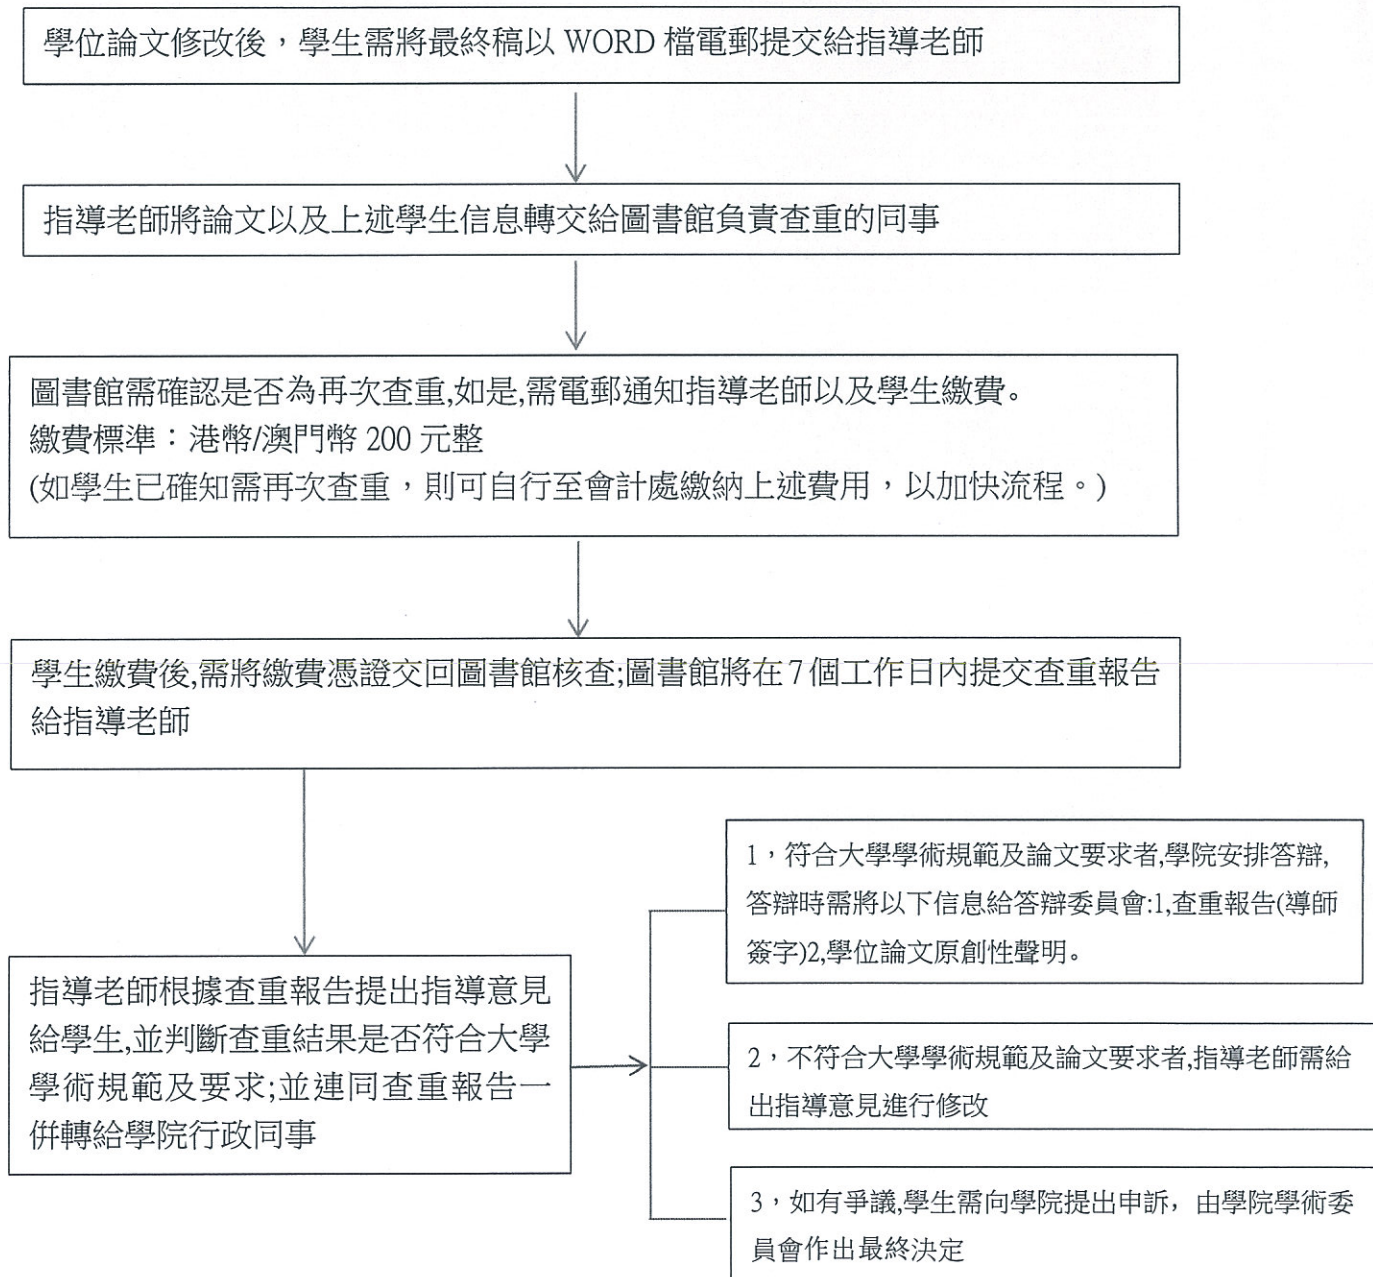 學位論文修改後，學生需將最終稿以 WORD 檔電郵提交給指導老師
指導老師將論文以及上述學生信息轉交給圖書館負責查重的同事
圖書館需確認是否為再次查重,如是,需電郵通知指導老師以及學生繳費。
繳費標準：港幣/澳門幣 200 元整
(如學生已確知需再次查重，則可自行至會計處繳納上述費用，以加快流程。)
學生繳費後,需將繳費憑證交回圖書館核查;圖書館將在 7 個工作日內提交查重報告
給指導老師
指導老師根據查重報告提出指導意見
給學生,並判斷查重結果是否符合大學
學術規範及要求;並連同查重報告一
併轉給學院行政同事
1，符合大學學術規範及論文要求者,學院安排答辯,
答辯時需將以下信息給答辯委員會:1,查重報告(導師
簽字)2,學位論文原創性聲明。
2，不符合大學學術規範及論文要求者,指導老師需給
出指導意見進行修改
3，如有爭議,學生需向學院提出申訴，由學院學術委
員會作出最終決定